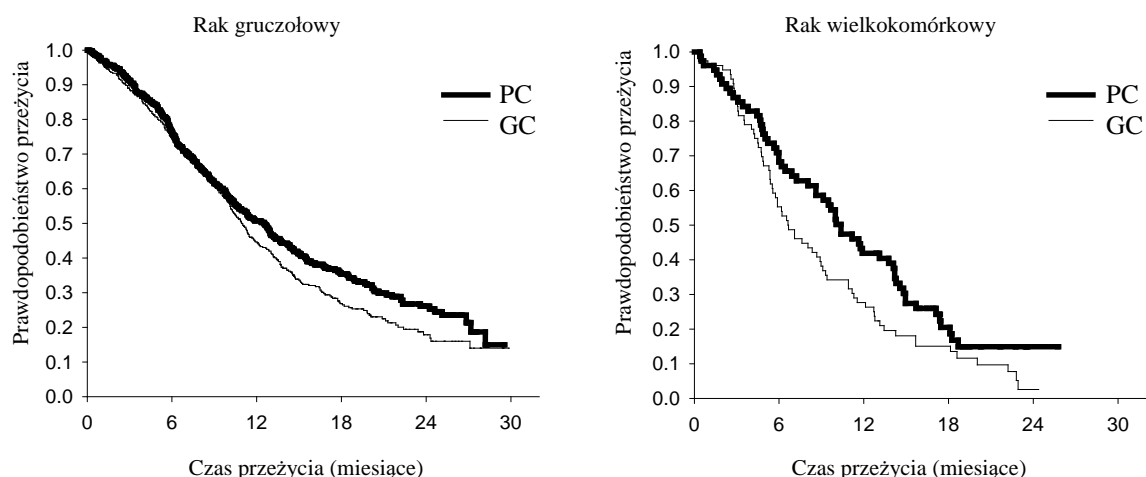 Rak gruczołowy
Prawdopodobieństwo przeżycia
1.0
0.9
0.8
0.7
0.6
0.5
0.4
0.3
0.2
0.1
0.0
PC
GC
0 6 12 18 24 30
Czas przeżycia (miesiące)
Rak wielkokomórkowy
Prawdopodobieństwo przeżycia
1.0
0.9
0.8
0.7
0.6
0.5
0.4
0.3
0.2
0.1
0.0
PC
GC
0 6 12 18 24 30
Czas przeżycia (miesiące)